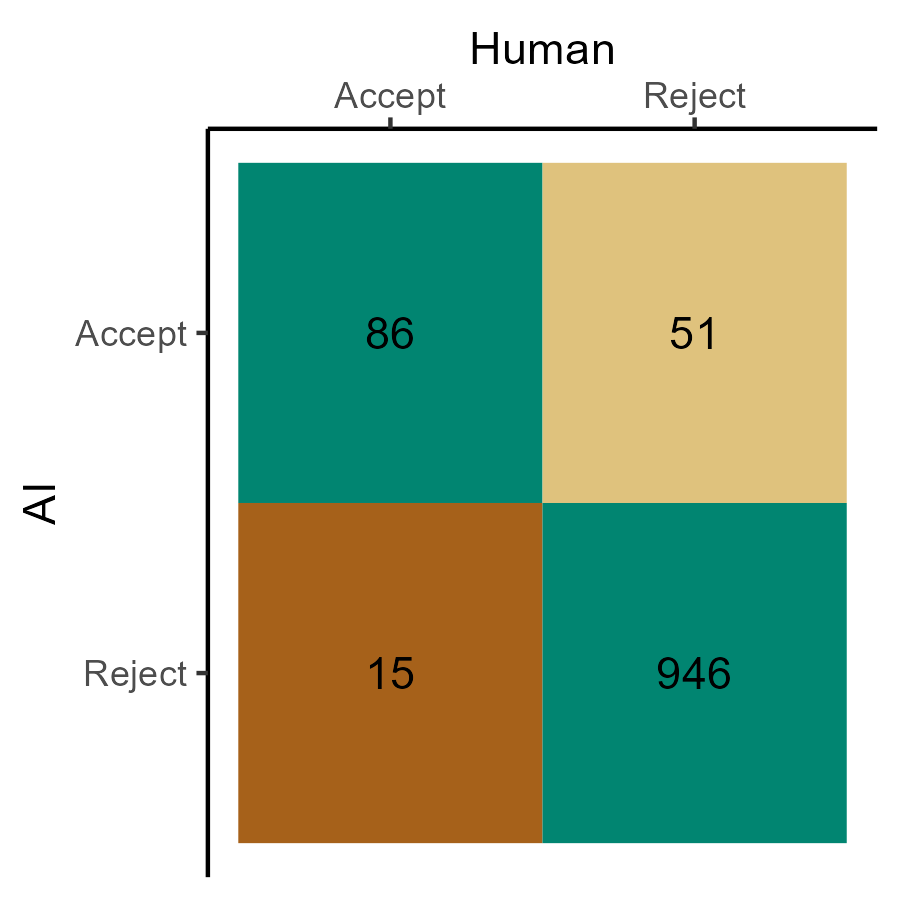 Human
Accept Reject
Accept 86 51
AI
Reject 15 946